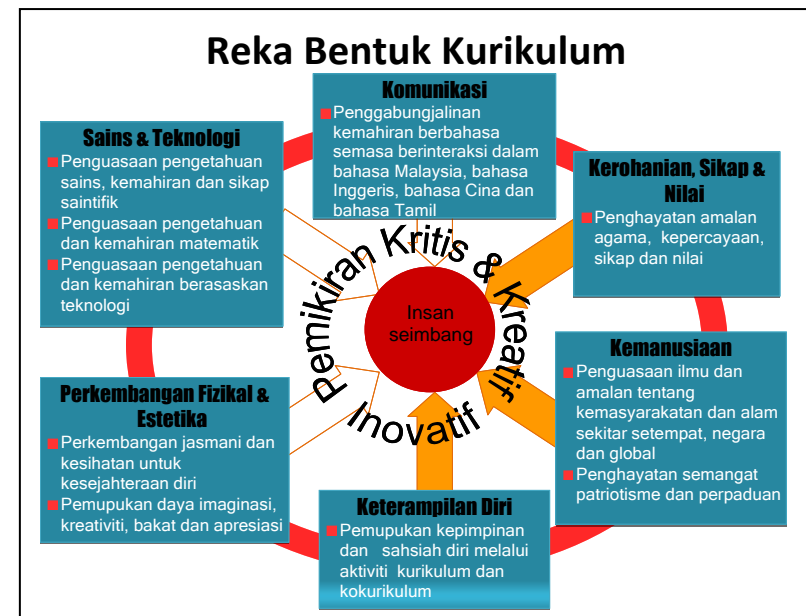 Reka Bentuk Kurikulum
Komunikasi
Penggabungjalinan
kemahiran berbahasa
semasa berinteraksi dalam
bahasa Malaysia, bahasa
Inggeris, bahasa Cina dan
bahasa Tamil
Sains & Teknologi
Penguasaan pengetahuan
sains, kemahiran dan sikap
saintifik
Penguasaan pengetahuan
dan kemahiran matematik
Penguasaan pengetahuan
dan kemahiran berasaskan
teknologi
Kerohanian, Sikap &
Nilai
Penghayatan amalan
agama, kepercayaan,
sikap dan nilai
Pemikiran Kritis & Kreatif
Inovatif
Insan
seimbang
Kemanusiaan
Penguasaan ilmu dan
amalan tentang
kemasyarakatan dan alam
sekitar setempat, negara
dan global
Penghayatan semangat
patriotisme dan perpaduan
Perkembangan Fizikal &
Estetika
Perkembangan jasmani dan
kesihatan untuk
kesejahteraan diri
Pemupukan daya imaginasi,
kreativiti, bakat dan apresiasi
Keterampilan Diri
Pemupukan kepimpinan
dan sahsiah diri melalui
aktiviti kurikulum dan
kokurikulum